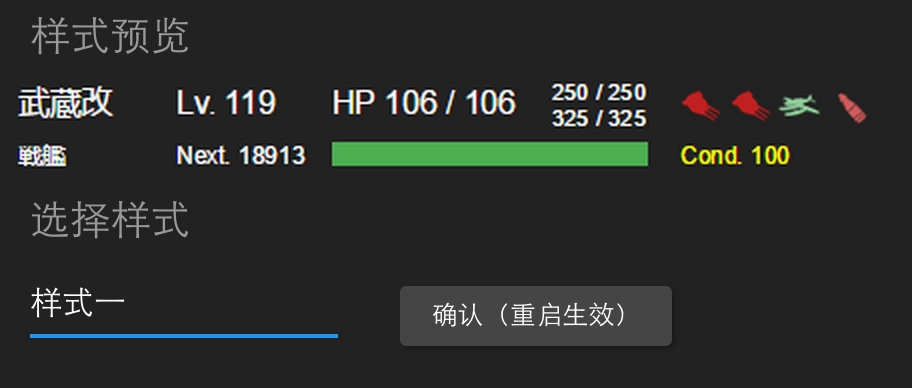 样式预览
武蔵改 Lv. 119 HP 106 / 106 250 / 250
325 / 325
戦艦 Next. 18913 Cond. 100
选择样式
样式一 确认（重启生效）